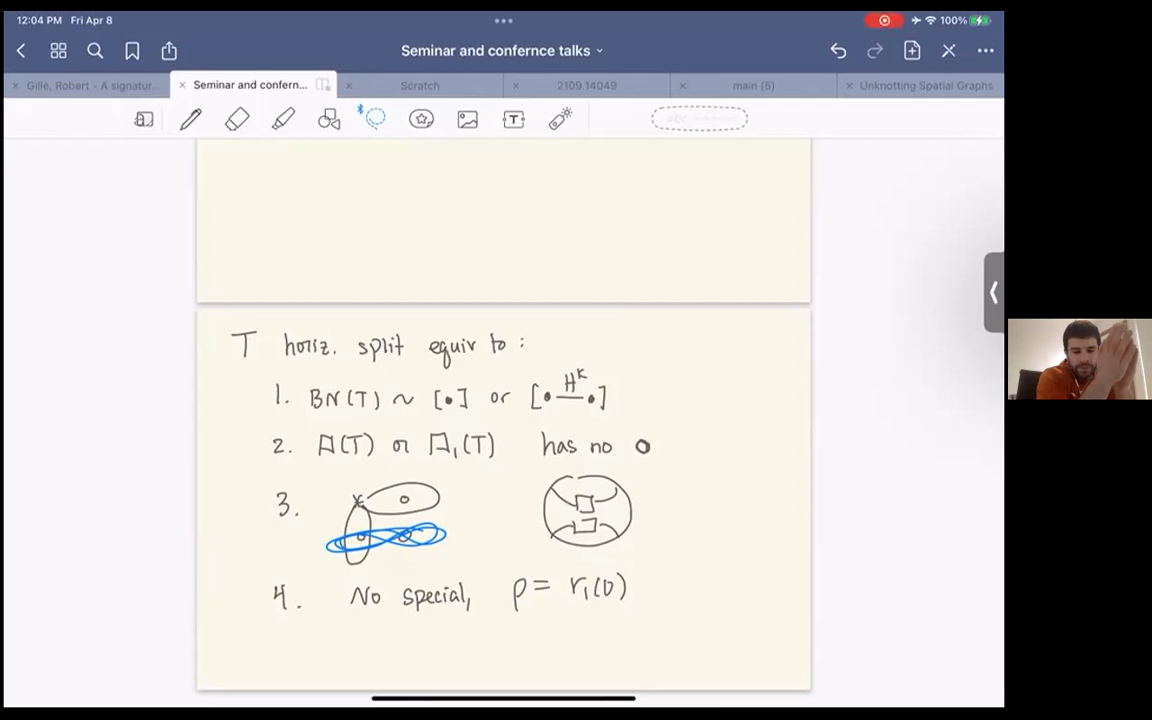 12:04 PM Fri Apr 8
100%
Seminar and confernce talks
Gille, Robert - A signatur...
Seminar and confern...
Scratch
2109.14049
main (5)
Unknotting Spatial Graphs
T horiz. split equiv to :
1. BN(T) ~ [•] or [• H^K •]
2. Д(T) or Д₁(T) has no o
3.
4. No special, ρ = r₁(0)